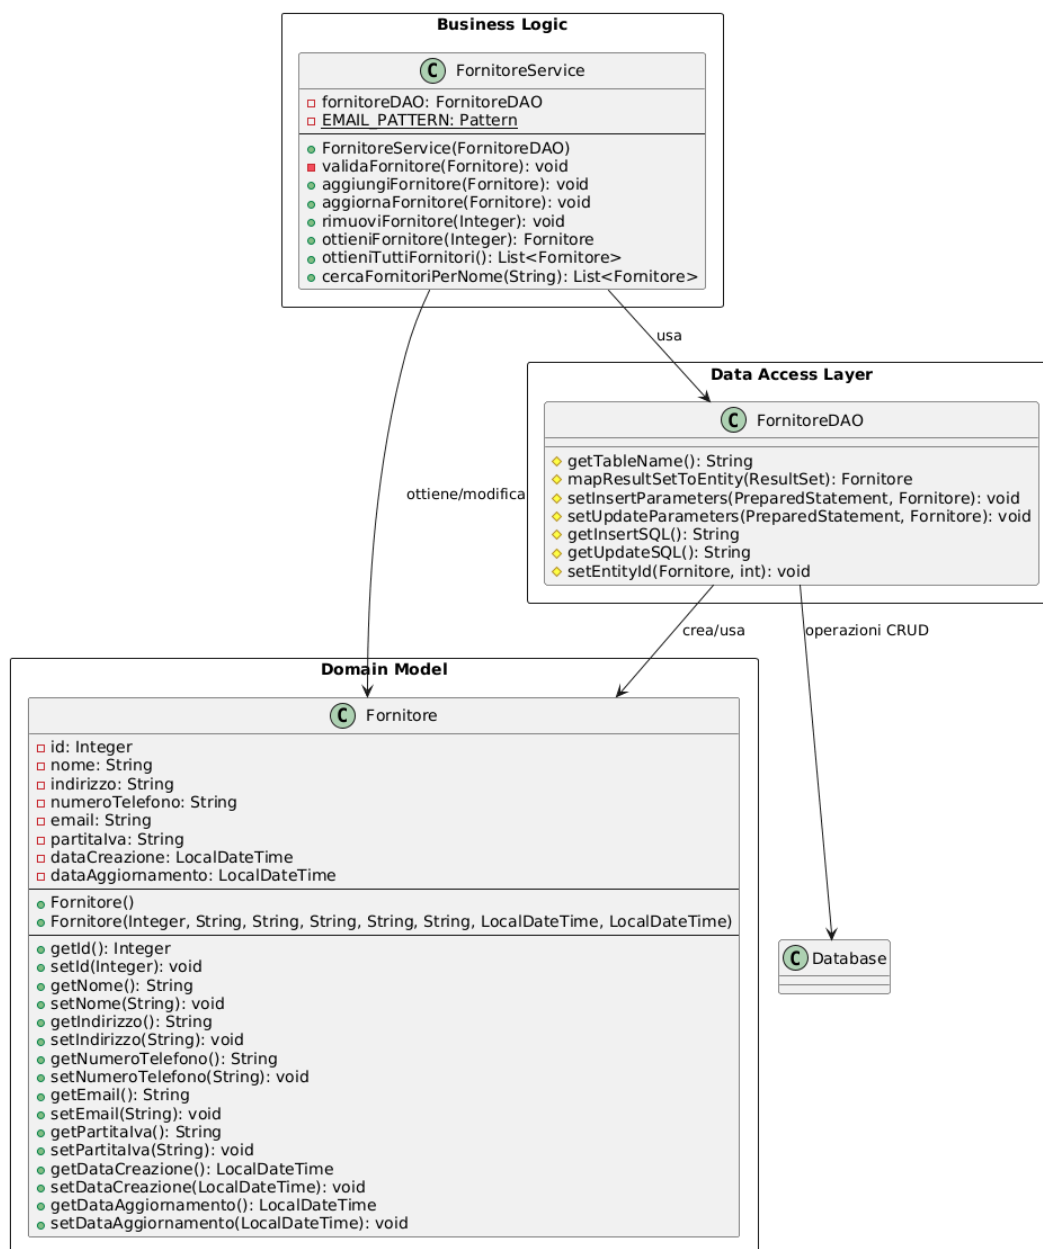 Business Logic
C FornitoreService
fornitoreDAO: FornitoreDAO
EMAIL_PATTERN: Pattern
FornitoreService(FornitoreDAO)
validaFornitore(Fornitore): void
aggiungiFornitore(Fornitore): void
aggiornaFornitore(Fornitore): void
rimuoviFornitore(Integer): void
ottieniFornitore(Integer): Fornitore
ottieniTuttiFornitori(): List<Fornitore>
cercaFornitoriPerNome(String): List<Fornitore>
usa
Data Access Layer
C FornitoreDAO
getTableName(): String
mapResultSetToEntity(ResultSet): Fornitore
setInsertParameters(PreparedStatement, Fornitore): void
setUpdateParameters(PreparedStatement, Fornitore): void
getInsertSQL(): String
getUpdateSQL(): String
setEntityId(Fornitore, int): void
ottiene/modifica
crea/usa
operazioni CRUD
Domain Model
C Fornitore
id: Integer
nome: String
indirizzo: String
numeroTelefono: String
email: String
partitaIva: String
dataCreazione: LocalDateTime
dataAggiornamento: LocalDateTime
Fornitore()
Fornitore(Integer, String, String, String, String, String, LocalDateTime, LocalDateTime)
getId(): Integer
setId(Integer): void
getNome(): String
setNome(String): void
getIndirizzo(): String
setIndirizzo(String): void
getNumeroTelefono(): String
setNumeroTelefono(String): void
getEmail(): String
setEmail(String): void
getPartitaIva(): String
setPartitaIva(String): void
getDataCreazione(): LocalDateTime
setDataCreazione(LocalDateTime): void
getDataAggiornamento(): LocalDateTime
setDataAggiornamento(LocalDateTime): void
C Database